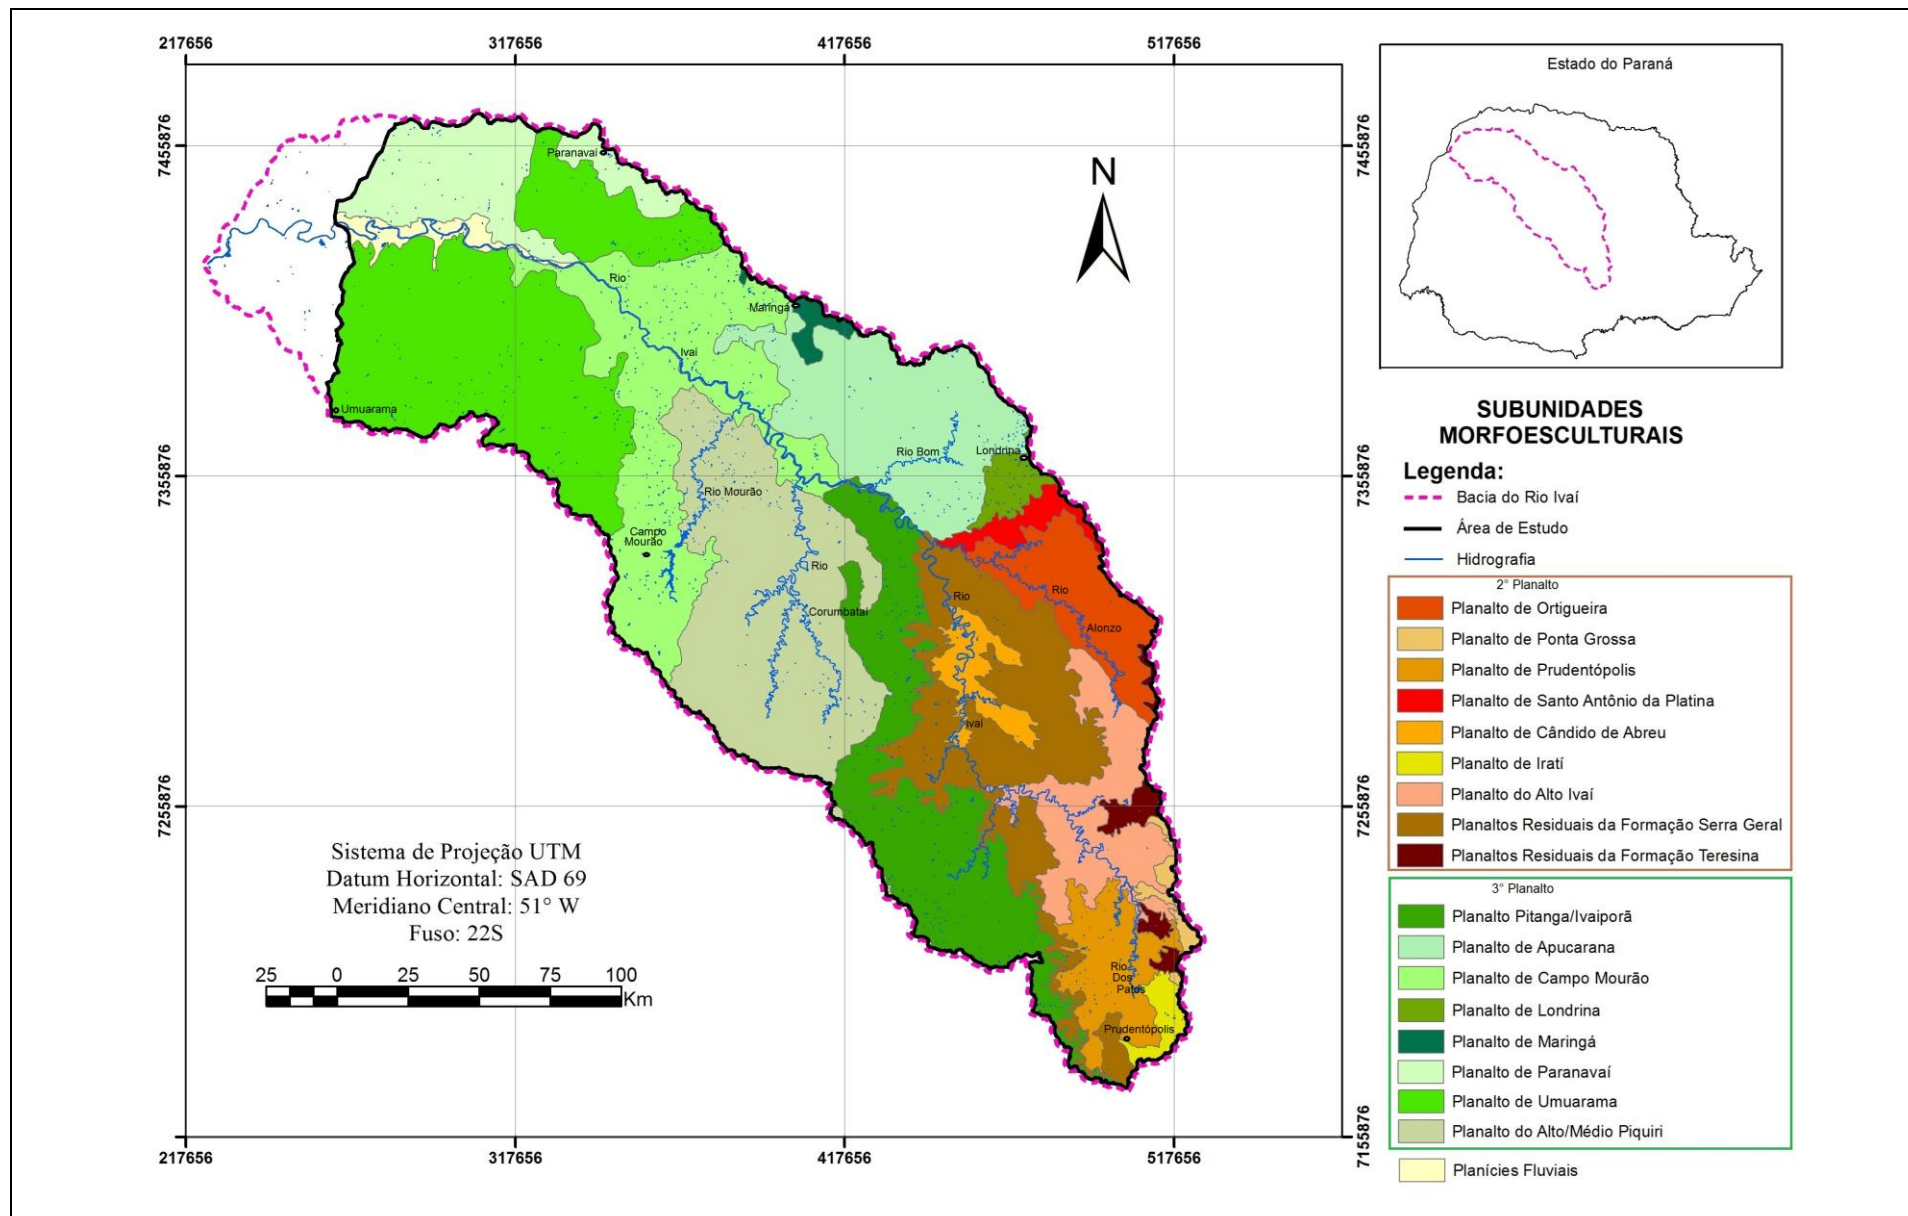 217656
317656
417656
517656
Estado do Paraná
7455876
7455876
Paranavaí
N
Rio
Maringá
Ivaí
Umuarama
SUBUNIDADES
MORFOESCULTURAIS
Legenda:
Bacia do Rio Ivaí
Área de Estudo
Hidrografia
Rio Bom
Londrina
7355876
7355876
Rio Mourão
Campo
Mourão
Rio
Corumbataí
Rio
Rio
Alonzo
Ivaí
2° Planalto
Planalto de Ortigueira
Planalto de Ponta Grossa
Planalto de Prudentópolis
Planalto de Santo Antônio da Platina
Planalto de Cândido de Abreu
Planalto de Iratí
Planalto do Alto Ivaí
Planaltos Residuais da Formação Serra Geral
Planaltos Residuais da Formação Teresina
7255876
7255876
Sistema de Projeção UTM
Datum Horizontal: SAD 69
Meridiano Central: 51° W
Fuso: 22S
25 0 25 50 75 100
Km
Rio
Dos
Patos
Prudentópolis
3° Planalto
Planalto Pitanga/Ivaiporã
Planalto de Apucarana
Planalto de Campo Mourão
Planalto de Londrina
Planalto de Maringá
Planalto de Paranavaí
Planalto de Umuarama
Planalto do Alto/Médio Piquiri
Planícies Fluviais
7155876
217656
317656
417656
517656